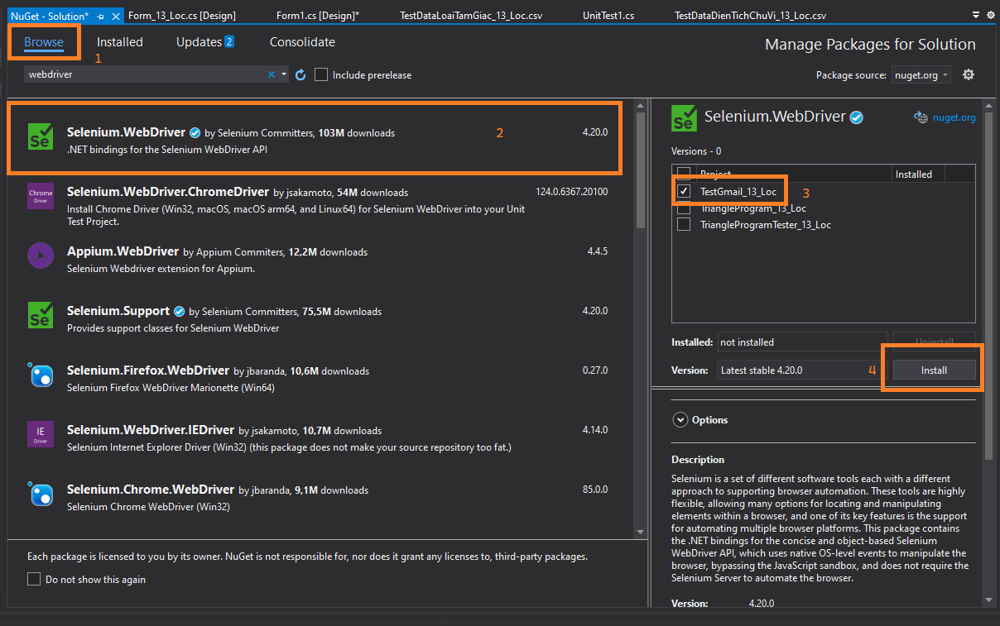 NuGet - Solution*
Form_13_Loc.cs [Design]
Form1.cs [Design]*
TestDataLoaiTamGiac_13_Loc.csv
UnitTest1.cs
TestDataDienTichChuVi_13_Loc.csv
Browse
Installed
Updates 2
Consolidate
Manage Packages for Solution
1
webdriver
Include prerelease
Package source: nuget.org
Se
Selenium.WebDriver by Selenium Committers, 103M downloads
2
4.20.0
.NET bindings for the Selenium WebDriver API
Chrome
Driver
Selenium.WebDriver.ChromeDriver by jsakamoto, 54M downloads
124.0.6367.20100
Install Chrome Driver (Win32, macOS, macOS arm64, and Linux64) for Selenium WebDriver into your Unit
Test Project.
Appium.WebDriver by Appium Commiters, 12,2M downloads
4.4.5
Selenium Webdriver extension for Appium.
Se
Selenium.Support by Selenium Committers, 75,5M downloads
4.20.0
Provides support classes for Selenium WebDriver
Selenium.Firefox.WebDriver by jbaranda, 10,6M downloads
0.27.0
Selenium Firefox WebDriver Marionette (Win64)
IE
Driver
Selenium.WebDriver.IEDriver by jsakamoto, 10,7M downloads
4.14.0
Selenium Internet Explorer Driver (Win32) (this package does not make your source repository too fat.)
Selenium.Chrome.WebDriver by jbaranda, 9,1M downloads
85.0.0
Selenium Chrome WebDriver (Win32)
Each package is licensed to you by its owner. NuGet is not responsible for, nor does it grant any licenses to, third-party packages.
Do not show this again
Se
Selenium.WebDriver
nuget.org
Versions - 0
Project
Installed
TestGmail_13_Loc
3
TriangleProgram_13_Loc
TriangleProgramTester_13_Loc
Installed: not installed
Uninstall
Version: Latest stable 4.20.0
4
Install
Options
Description
Selenium is a set of different software tools each with a different
approach to supporting browser automation. These tools are highly
flexible, allowing many options for locating and manipulating
elements within a browser, and one of its key features is the support
for automating multiple browser platforms. This package contains
the .NET bindings for the concise and object-based Selenium
WebDriver API, which uses native OS-level events to manipulate the
browser, bypassing the JavaScript sandbox, and does not require the
Selenium Server to automate the browser.
Version: 4.20.0